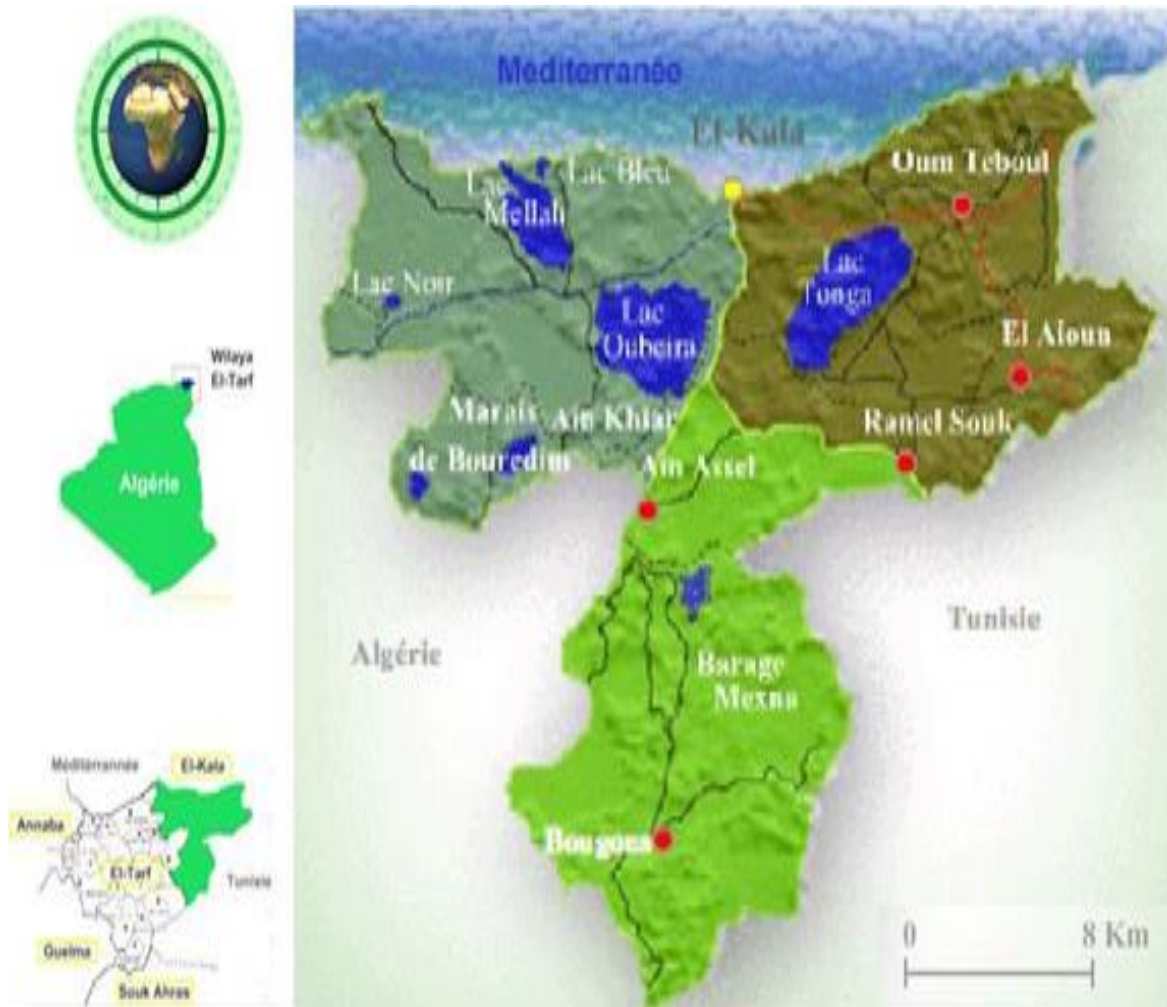 Méditerranée
El-Kala
Oum Teboul
Lac Bleu
Lac
Mellah
Lac Noir
Lac
Oubeira
Lac
Tonga
El Aioun
Marais
de Bouredim
Ain Khiar
Ramel Souk
Ain Assel
Algérie
Tunisie
Barage
Mexna
Bougous
0 8 Km
Wilaya
El-Tarf
Algérie
Méditérrannée
El-Kala
Annaba
El-Tarf
Tunisie
Guelma
Souk Ahras